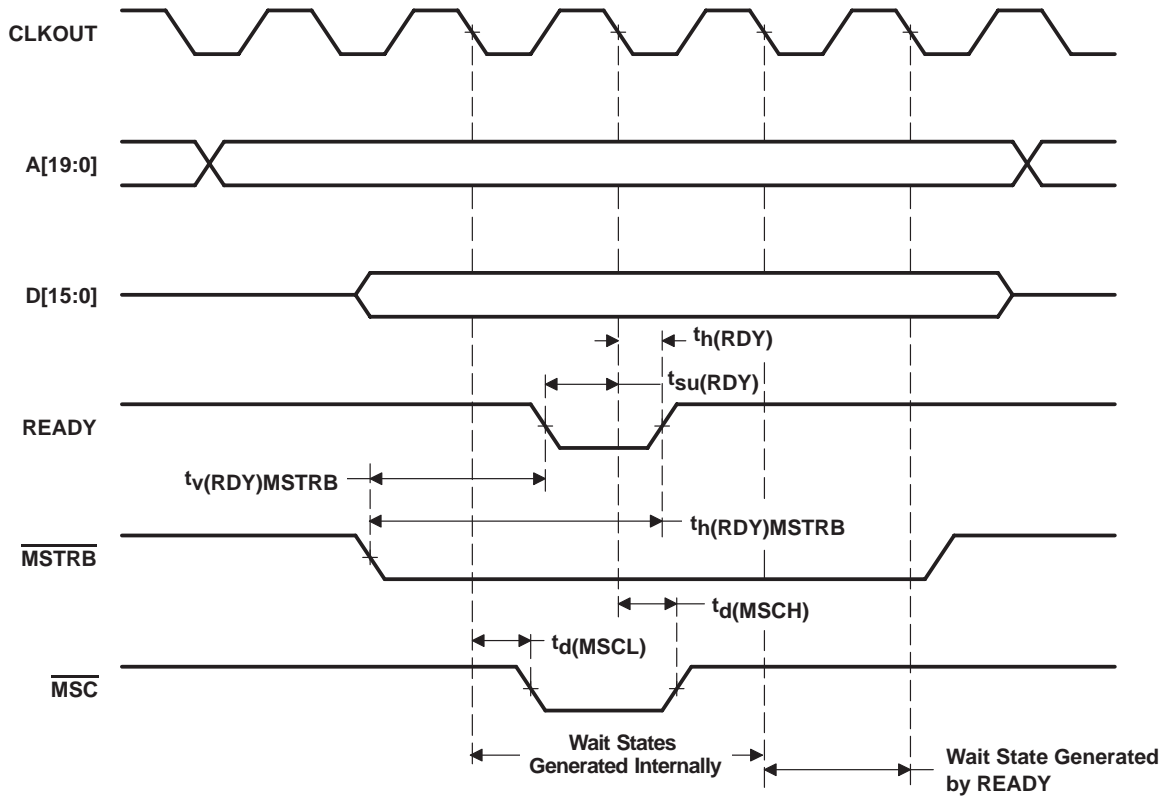 CLKOUT
A[19:0]
D[15:0]
th(RDY)
tsu(RDY)
READY
tv(RDY)MSTRB
th(RDY)MSTRB
MSTRB
td(MSCH)
td(MSCL)
MSC
Wait States
Generated Internally
Wait State Generated
by READY